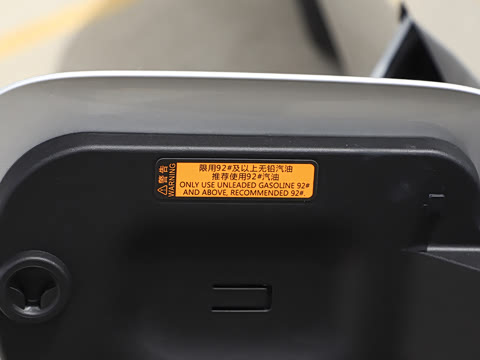 警告
WARNING
限用92#及以上无铅汽油
推荐使用92#汽油
ONLY USE UNLEADED GASOLINE 92#
AND ABOVE, RECOMMENDED 92#.